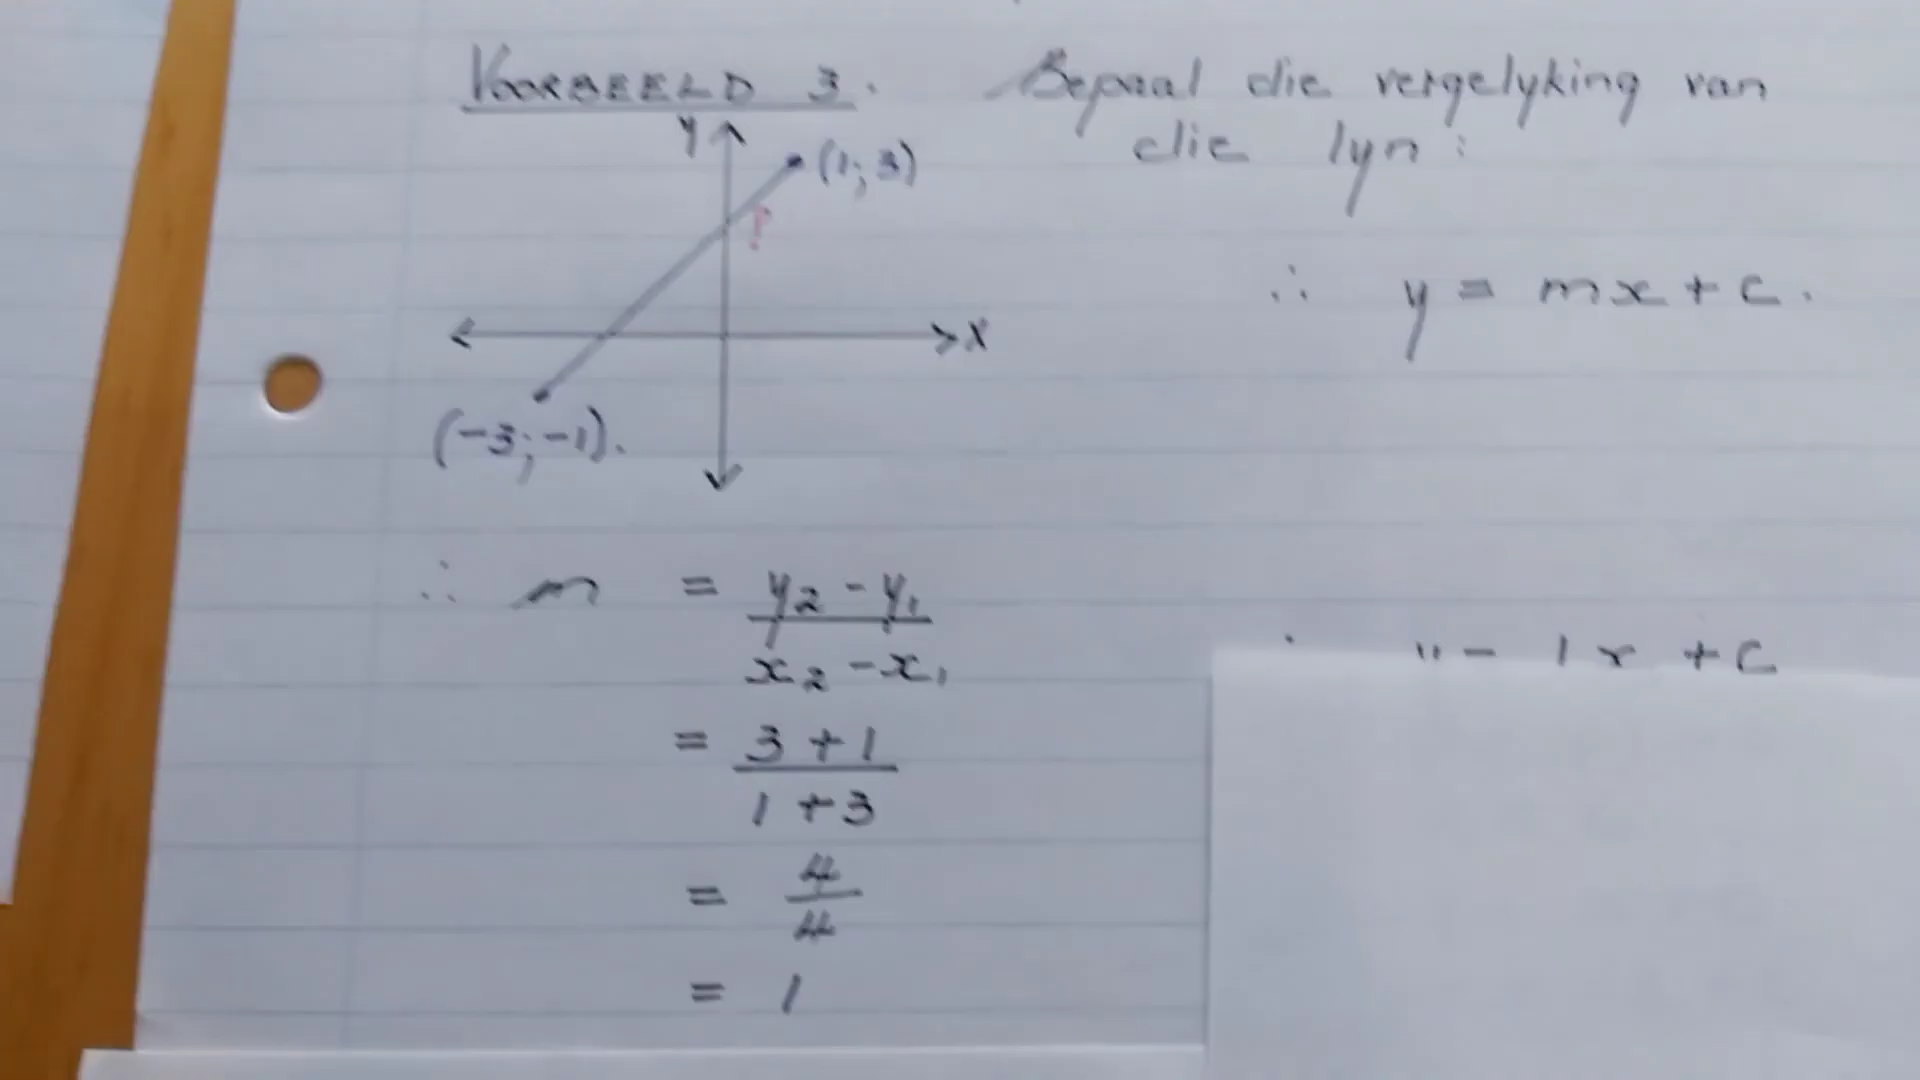 VOORBEELD 3. Bepaal die vergelyking van
die lyn:
Y
(1; 3)
?
∴ y = mx + c.
X
(-3; -1).
∴ m = y₂ - y₁
x₂ - x₁
= 3 + 1
1 + 3
= 4
4
= 1
+ c